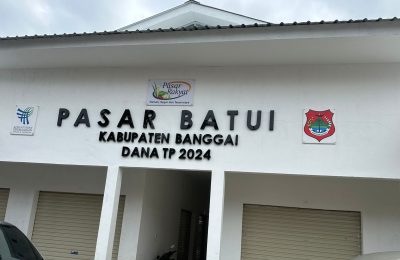 Pasar
Rakyat
PASAR BATUI
KABUPATEN BANGGAI
DANA TP 2024